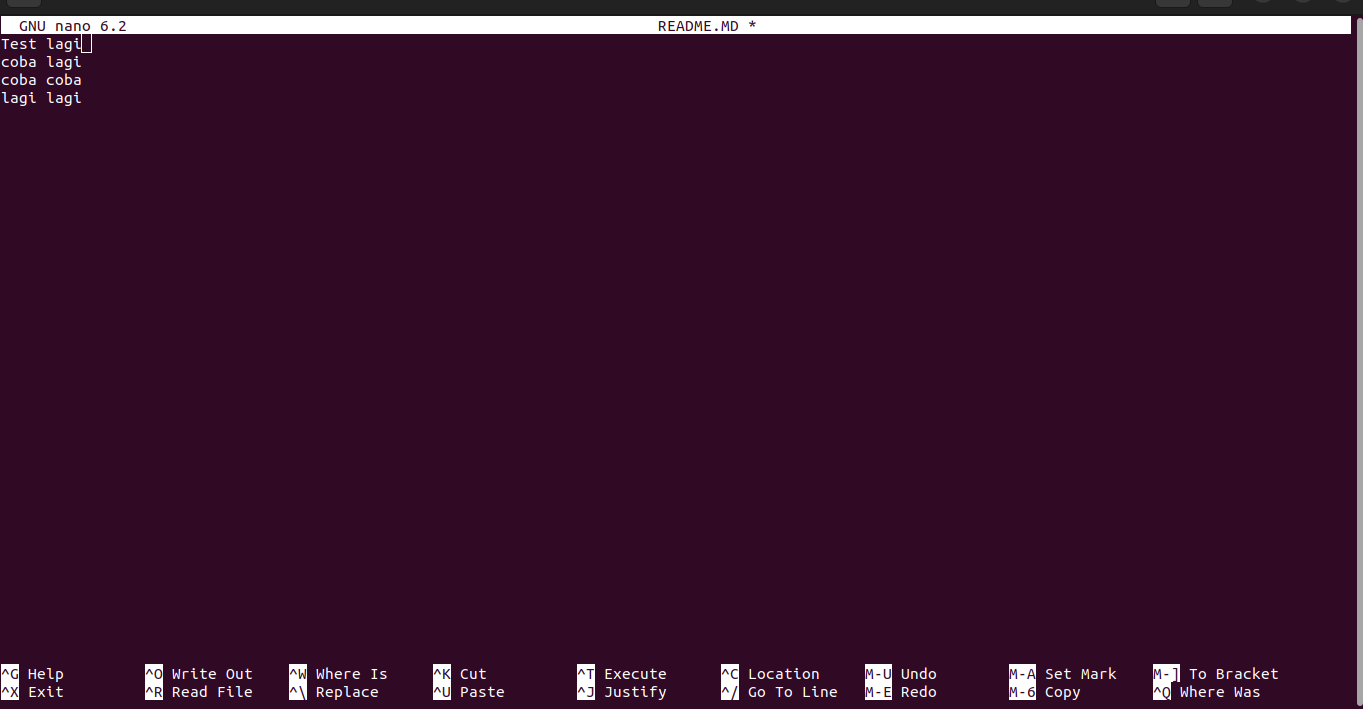 GNU nano 6.2 README.MD *
Test lagi
coba lagi
coba coba
lagi lagi
^G Help ^O Write Out ^W Where Is ^K Cut ^T Execute ^C Location M-U Undo M-A Set Mark M-] To Bracket
^X Exit ^R Read File ^\ Replace ^U Paste ^J Justify ^/ Go To Line M-E Redo M-6 Copy ^Q Where Was